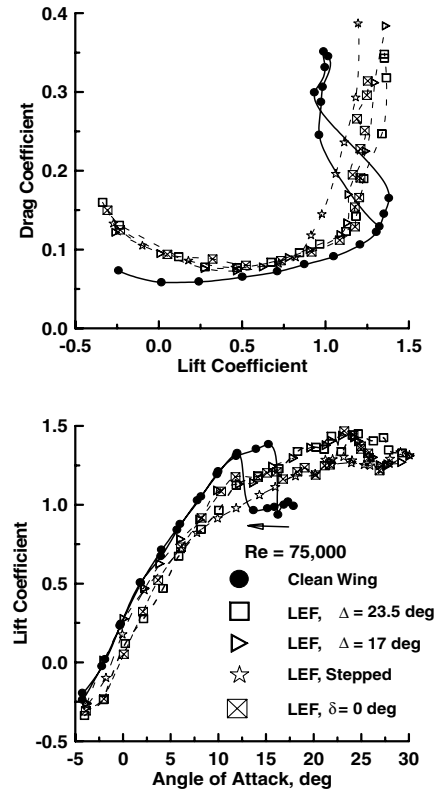 0.4
0.3
0.2
0.1
0.0
Drag Coefficient
-0.5
0.0
0.5
1.0
1.5
Lift Coefficient
1.5
1.0
0.5
0.0
-0.5
Lift Coefficient
Re = 75,000
Clean Wing
LEF, Δ = 23.5 deg
LEF, Δ = 17 deg
LEF, Stepped
LEF, δ = 0 deg
-5
0
5
10
15
20
25
30
Angle of Attack, deg